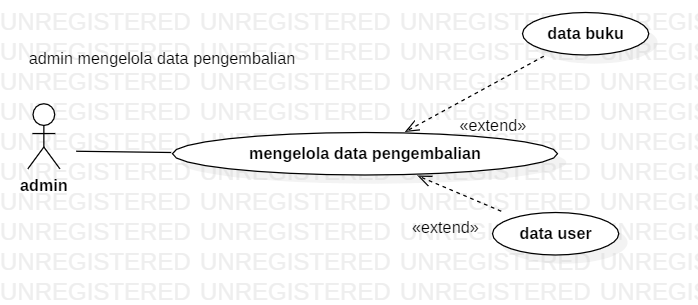 UNREGISTERED UNREGISTERED UNREGISTERED UNREGISTERED
data buku
admin mengelola data pengembalian
«extend»
mengelola data pengembalian
admin
«extend»
data user